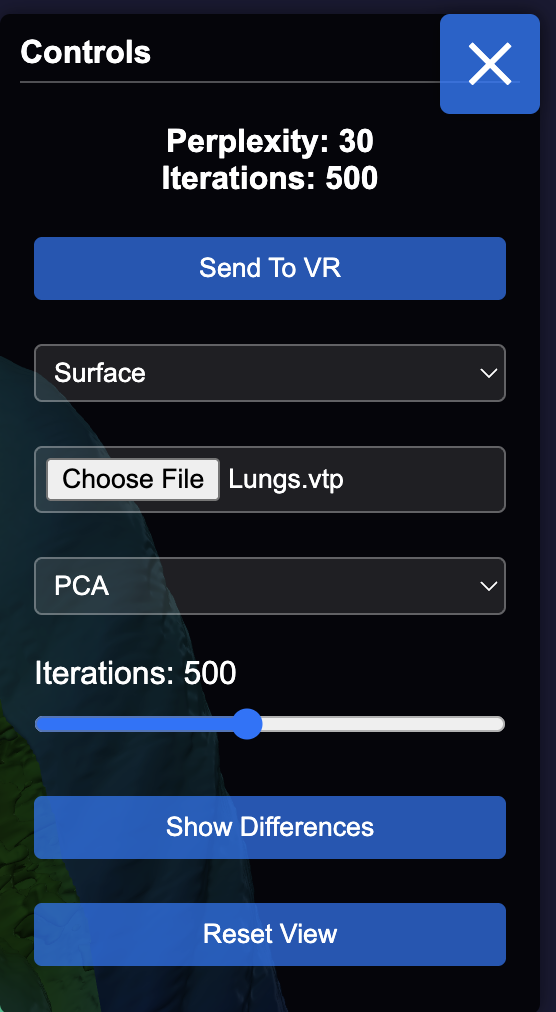 Controls
Perplexity: 30
Iterations: 500
Send To VR
Surface
Choose File Lungs.vtp
PCA
Iterations: 500
Show Differences
Reset View